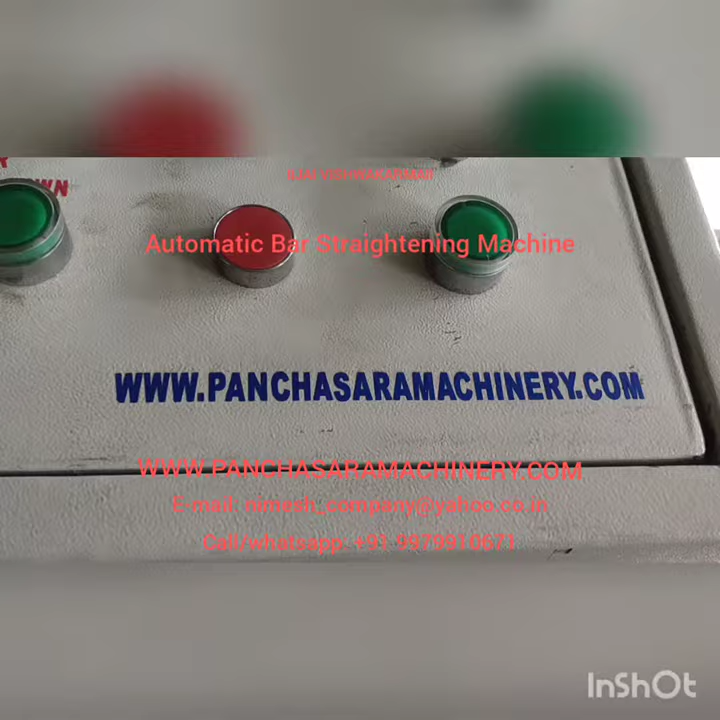 WN
Automatic Bar Straightening Machine
WWW.PANCHASARAMACHINERY.COM
WWW.PANCHASARAMACHINERY.COM
E-mail: nimesh_company@yahoo.co.in
Call/whatsapp: +91 9979910671
InShOt